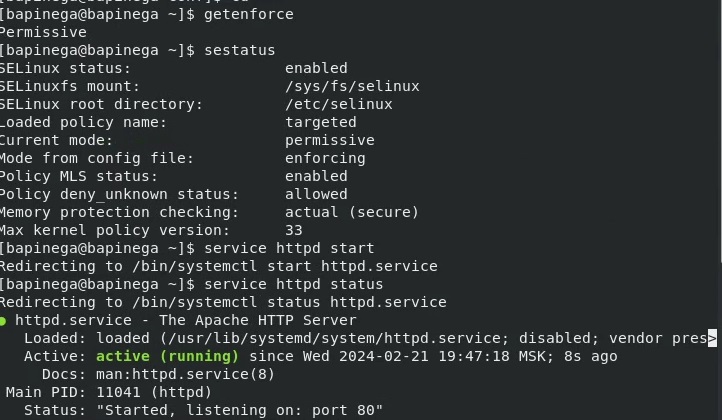 [bapinega@bapinega ~]$ getenforce
Permissive
[bapinega@bapinega ~]$ sestatus
SELinux status:                 enabled
SELinuxfs mount:                /sys/fs/selinux
SELinux root directory:         /etc/selinux
Loaded policy name:             targeted
Current mode:                   permissive
Mode from config file:          enforcing
Policy MLS status:              enabled
Policy deny_unknown status:     allowed
Memory protection checking:     actual (secure)
Max kernel policy version:      33
[bapinega@bapinega ~]$ service httpd start
Redirecting to /bin/systemctl start httpd.service
[bapinega@bapinega ~]$ service httpd status
Redirecting to /bin/systemctl status httpd.service
● httpd.service - The Apache HTTP Server
Loaded: loaded (/usr/lib/systemd/system/httpd.service; disabled; vendor pres>
Active: active (running) since Wed 2024-02-21 19:47:18 MSK; 8s ago
Docs: man:httpd.service(8)
Main PID: 11041 (httpd)
Status: "Started, listening on: port 80"